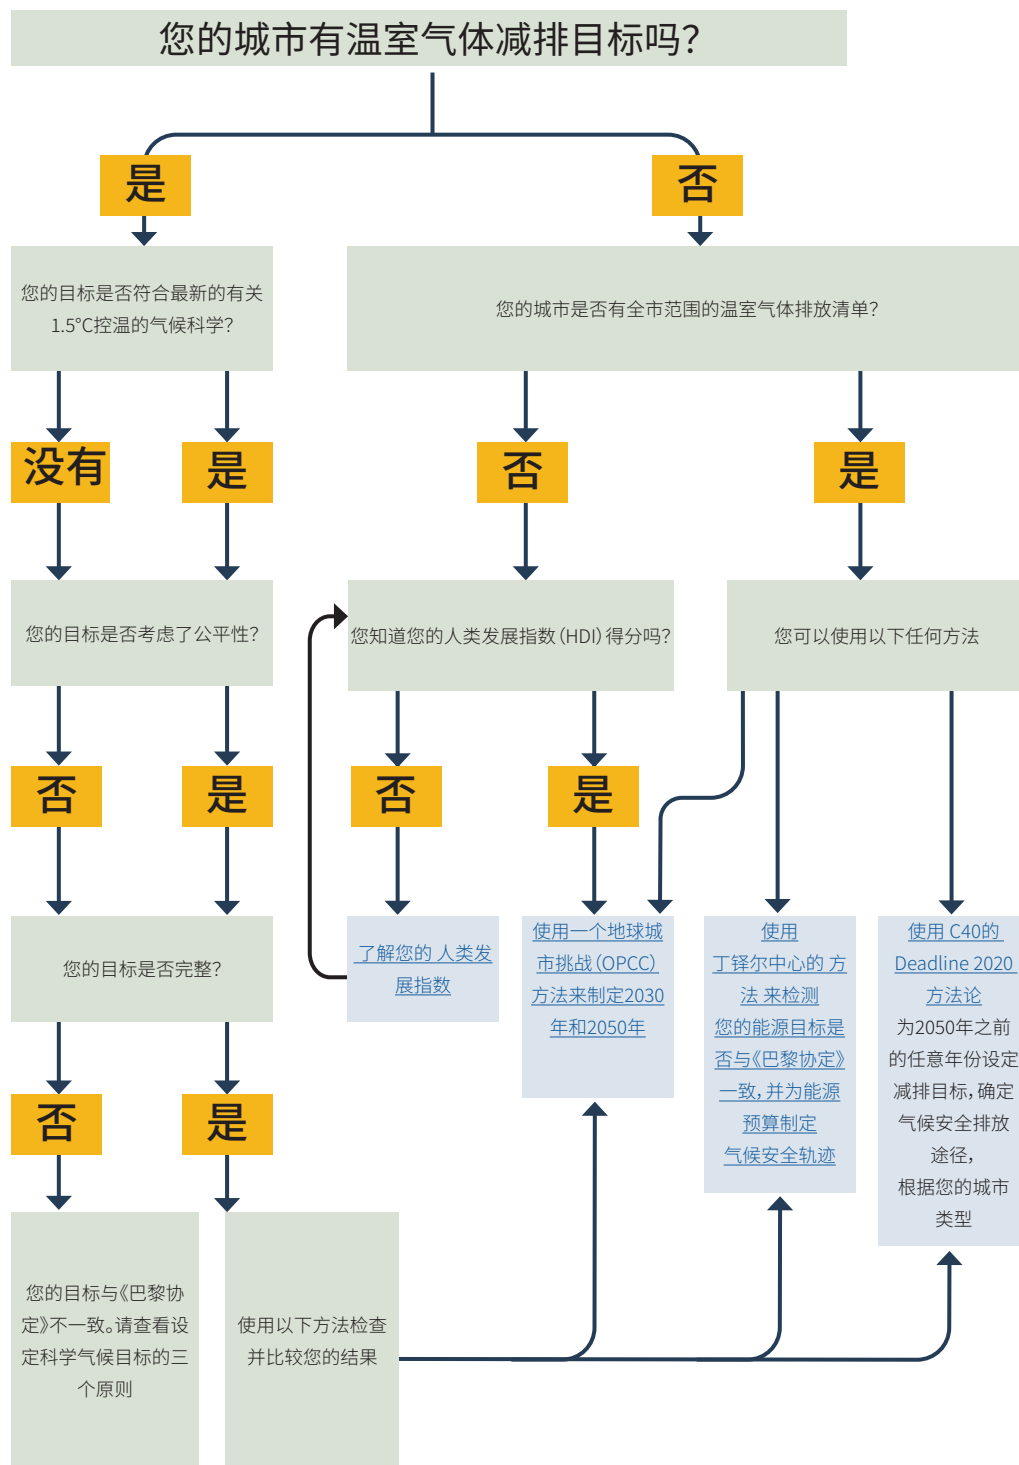 您的城市有温室气体减排目标吗？
是
否
您的目标是否符合最新的有关
1.5°C控温的气候科学？
您的城市是否有全市范围的温室气体排放清单？
没有
是
否
是
您的目标是否考虑了公平性？
您知道您的人类发展指数（HDI）得分吗？
您可以使用以下任何方法
否
是
否
是
您的目标是否完整？
了解您的 人类发
展指数
使用一个地球城
市挑战（OPCC）
方法来制定2030
年和2050年
使用
丁铎尔中心的 方
法 来检测
您的能源目标是
否与《巴黎协定》
一致，并为能源
预算制定
气候安全轨迹
使用 C40的
Deadline 2020
方法论
为2050年之前
的任意年份设定
减排目标，确定
气候安全排放
途径，
根据您的城市
类型
否
是
您的目标与《巴黎协
定》不一致。请查看设
定科学气候目标的三
个原则
使用以下方法检查
并比较您的结果